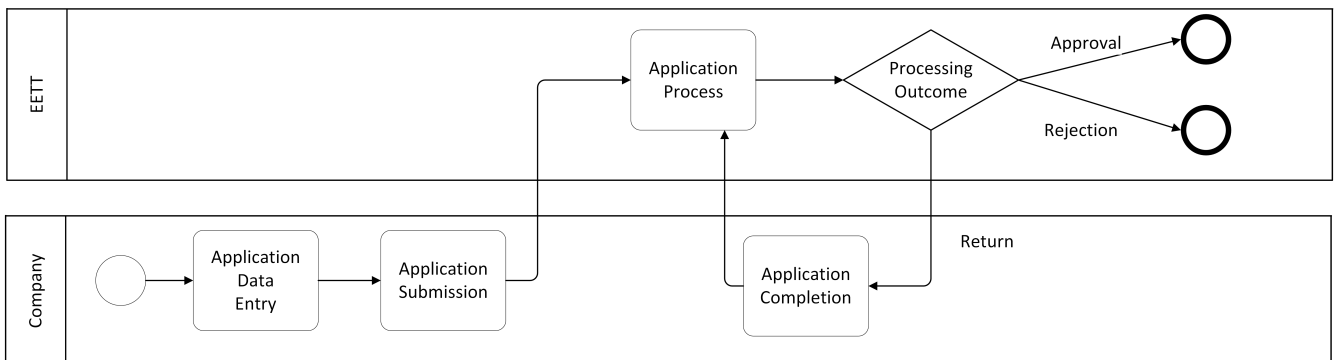 EETT
Application
Process
Processing
Outcome
Approval
Rejection
Company
Application
Data
Entry
Application
Submission
Application
Completion
Return